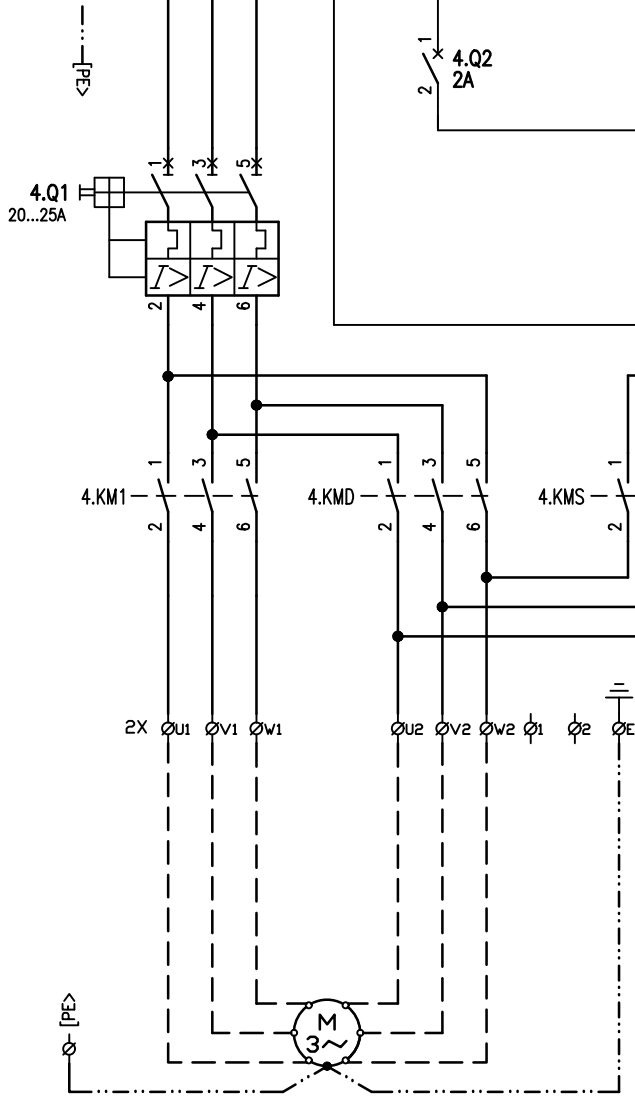 [PE>
1
4.Q2
2A
2
1 3 5
4.Q1
20...25A
I> I> I>
2 4 6
1 3 5 1 3 5 1
4.KM1 4.KMD 4.KMS
2 4 6 2 4 6 2
2X U1 V1 W1 U2 V2 W2 1 2 E
[PE>
M
3~